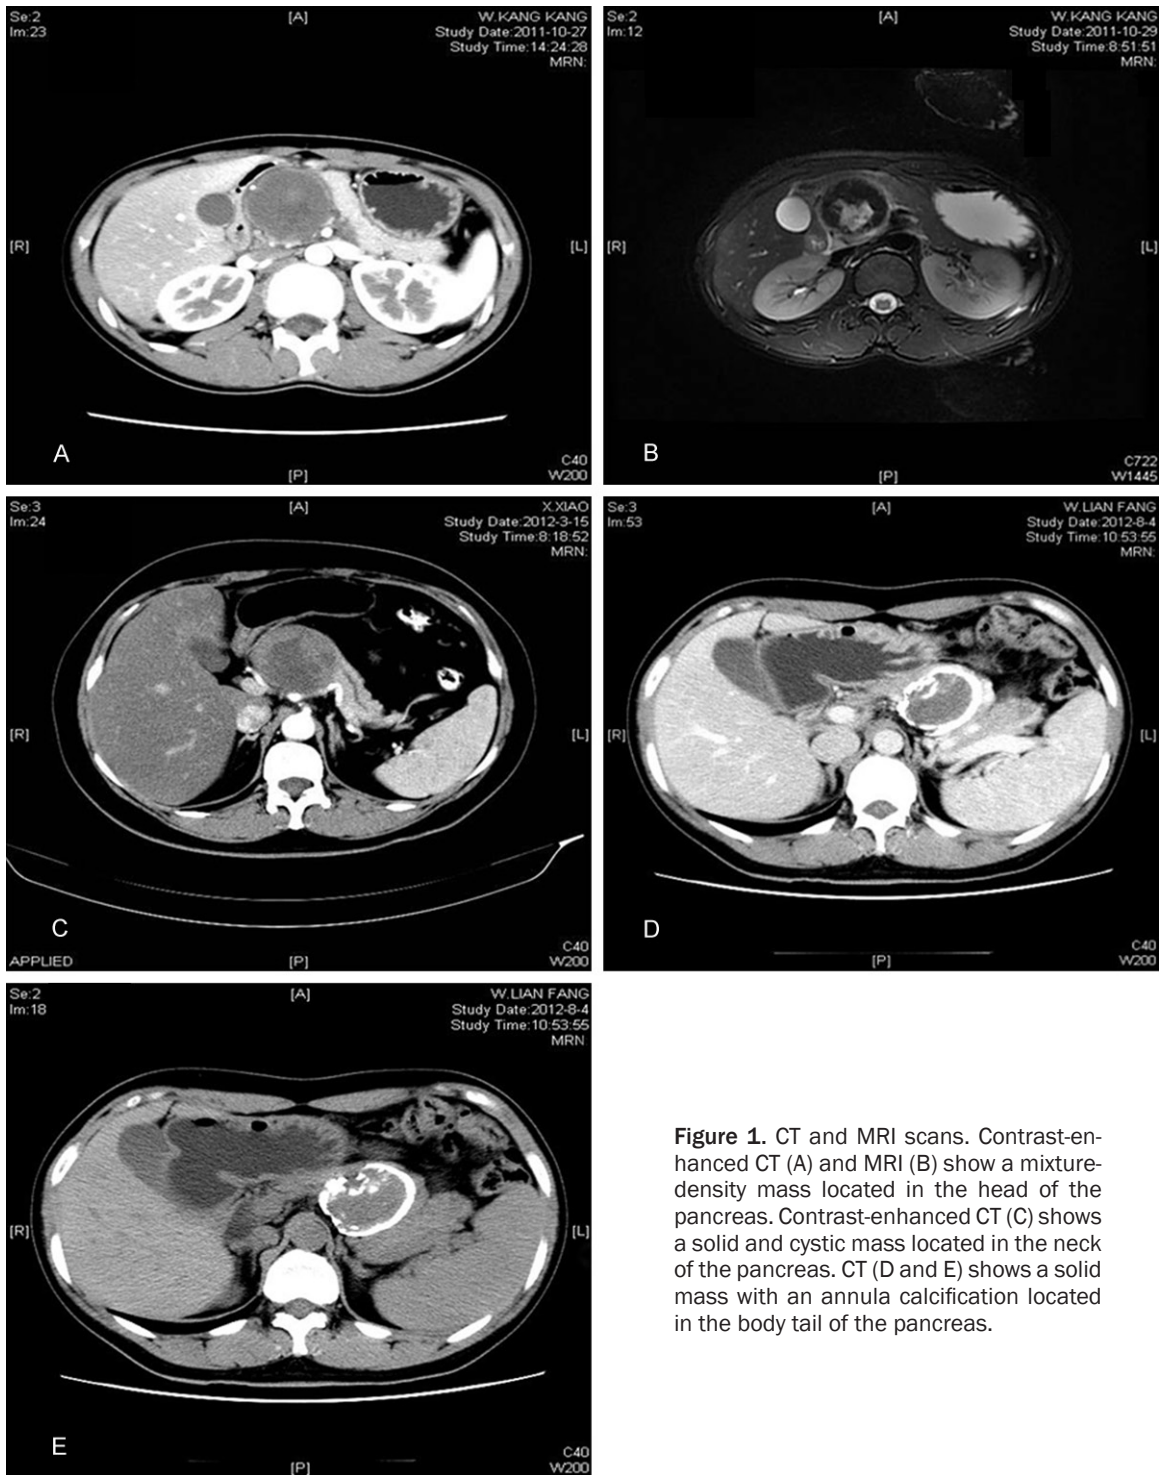 Se:2
Im:23
[A]
W.KANG KANG
Study Date:2011-10-27
Study Time:14:24:28
MRN:
[R]
[L]
A
[P]
C40
W200
Se:2
Im:12
[A]
W.KANG KANG
Study Date:2011-10-29
Study Time:8:51:51
MRN:
[R]
[L]
B
[P]
C722
W1445
Se:3
Im:24
[A]
X.XIAO
Study Date:2012-3-15
Study Time:8:18:52
MRN:
[R]
[L]
C
APPLIED
[P]
C40
W200
Se:3
Im:53
[A]
W.LIAN FANG
Study Date:2012-8-4
Study Time:10:53:55
MRN:
[R]
[L]
D
[P]
C40
W200
Se:2
Im:18
[A]
W.LIAN FANG
Study Date:2012-8-4
Study Time:10:53:55
MRN
[R]
[L]
E
[P]
C40
W200
Figure 1. CT and MRI scans. Contrast-en-
hanced CT (A) and MRI (B) show a mixture-
density mass located in the head of the
pancreas. Contrast-enhanced CT (C) shows
a solid and cystic mass located in the neck
of the pancreas. CT (D and E) shows a solid
mass with an annula calcification located
in the body tail of the pancreas.